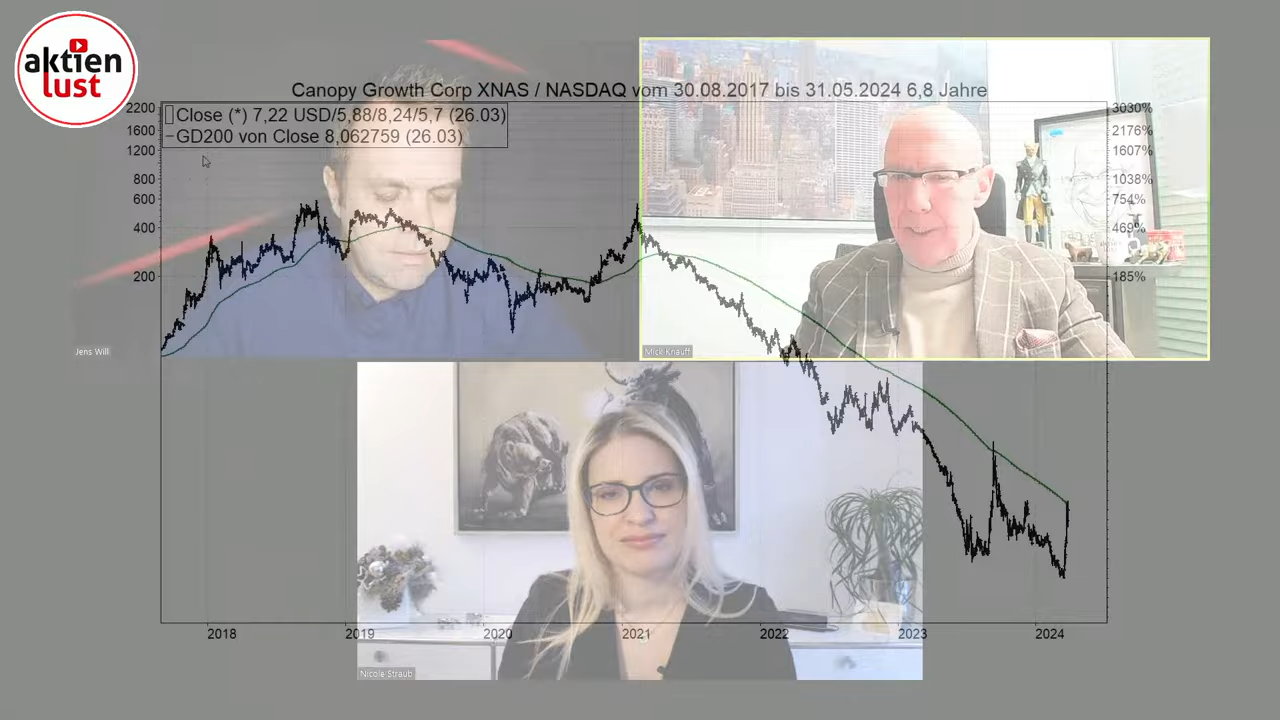 aktien
lust
Canopy Growth Corp XNAS / NASDAQ vom 30.08.2017 bis 31.05.2024 6,8 Jahre
Close (*) 7,22 USD/5,88/8,24/5,7 (26.03)
GD200 von Close 8,062759 (26.03)
2200
1600
1200
800
600
400
200
3030%
2176%
1607%
1038%
754%
469%
185%
Jens Will
Mick Knauff
Nicole Straub
2018
2019
2020
2021
2022
2023
2024